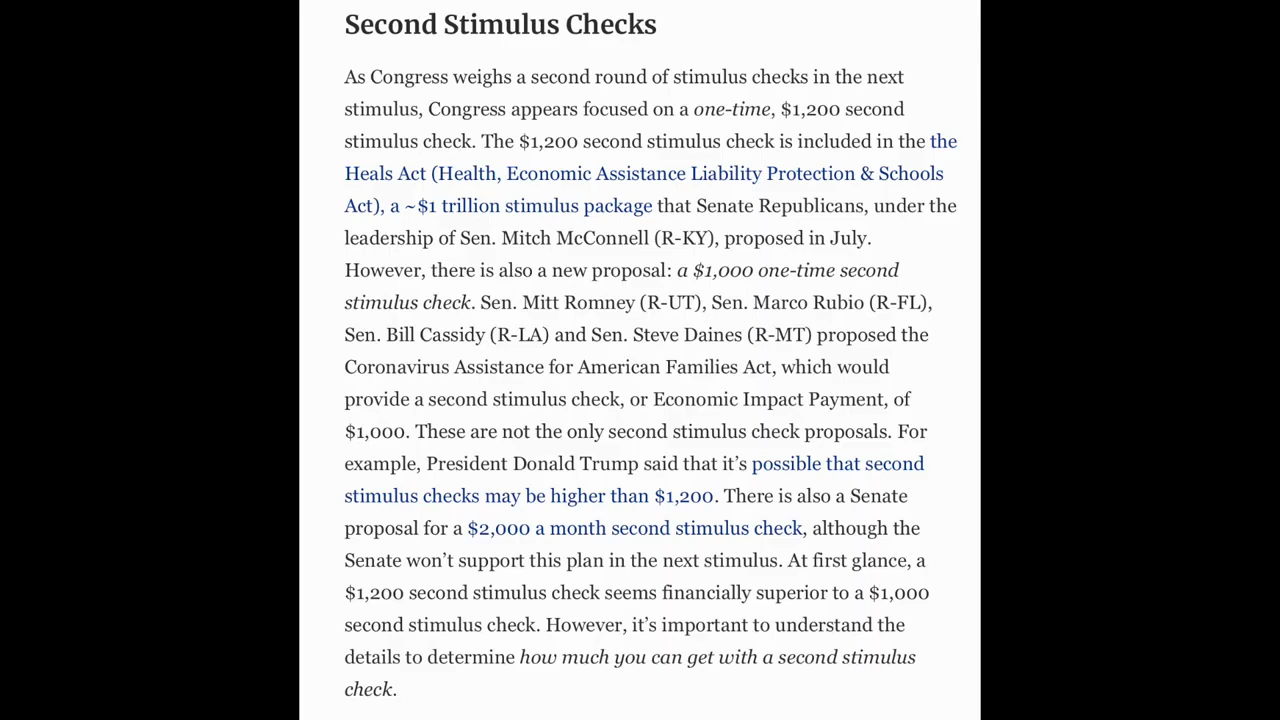 Second Stimulus Checks
As Congress weighs a second round of stimulus checks in the next
stimulus, Congress appears focused on a one-time, $1,200 second
stimulus check. The $1,200 second stimulus check is included in the the
Heals Act (Health, Economic Assistance Liability Protection & Schools
Act), a ~$1 trillion stimulus package that Senate Republicans, under the
leadership of Sen. Mitch McConnell (R-KY), proposed in July.
However, there is also a new proposal: a $1,000 one-time second
stimulus check. Sen. Mitt Romney (R-UT), Sen. Marco Rubio (R-FL),
Sen. Bill Cassidy (R-LA) and Sen. Steve Daines (R-MT) proposed the
Coronavirus Assistance for American Families Act, which would
provide a second stimulus check, or Economic Impact Payment, of
$1,000. These are not the only second stimulus check proposals. For
example, President Donald Trump said that it’s possible that second
stimulus checks may be higher than $1,200. There is also a Senate
proposal for a $2,000 a month second stimulus check, although the
Senate won’t support this plan in the next stimulus. At first glance, a
$1,200 second stimulus check seems financially superior to a $1,000
second stimulus check. However, it’s important to understand the
details to determine how much you can get with a second stimulus
check.